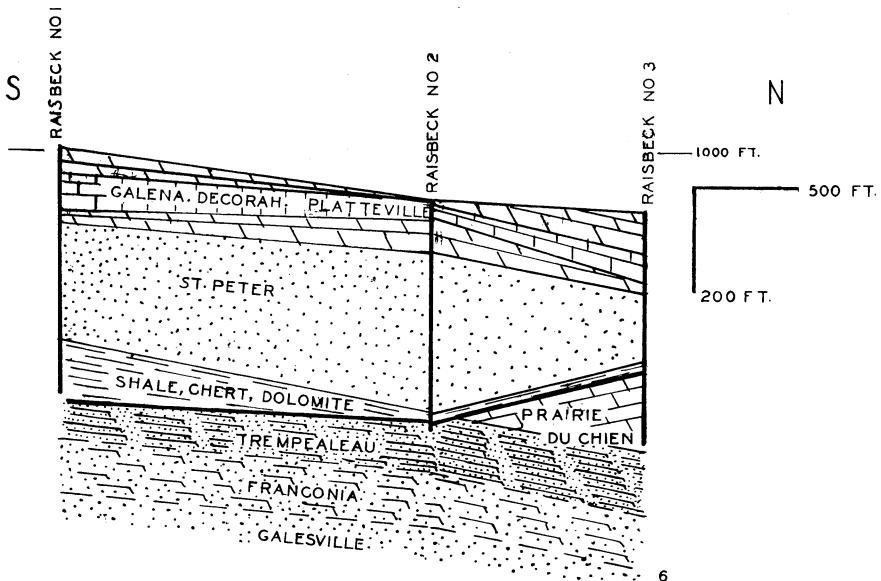 S
RAISBECK NO 1
RAISBECK NO 2
RAISBECK NO 3
N
1000 FT.
500 FT.
200 FT.
GALENA. DECORAH, PLATTEVILLE
ST. PETER
SHALE, CHERT, DOLOMITE
PRAIRIE
DU CHIEN
TREMPEALEAU
FRANCONIA
GALESVILLE
6